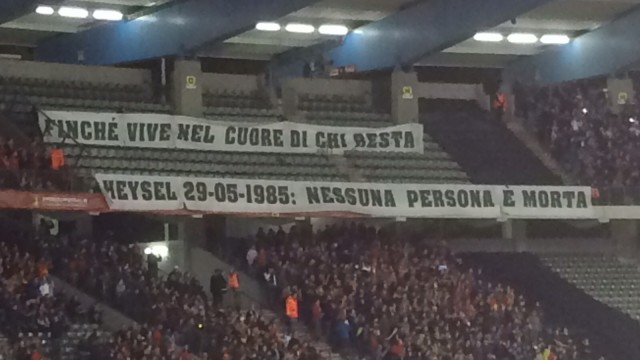 FINCHÉ VIVE NEL CUORE DI CHI RESTA
HEYSEL 29-05-1985: NESSUNA PERSONA È MORTA